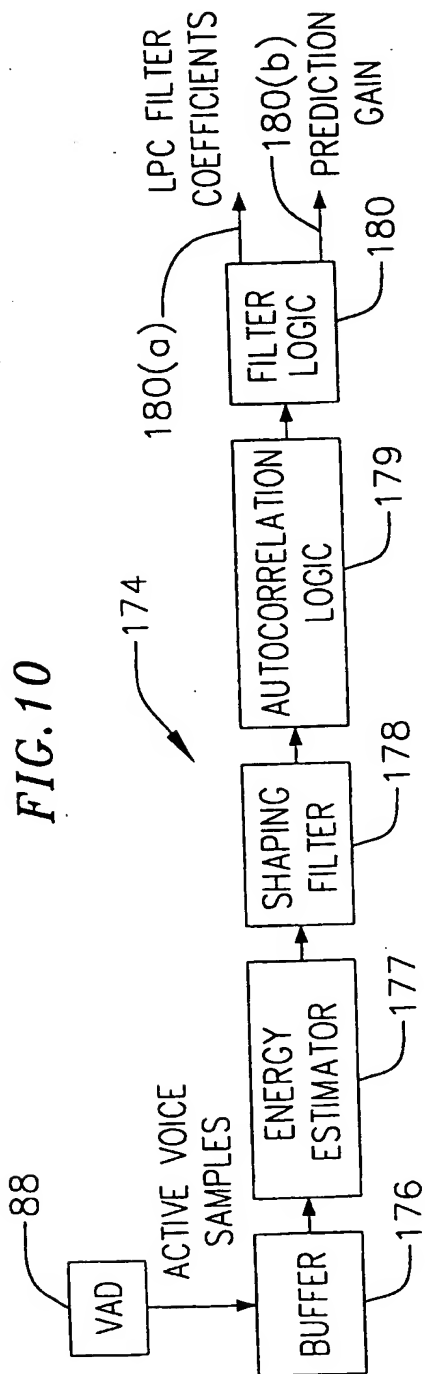 FIG.10
174
88
VAD
ACTIVE VOICE
SAMPLES
BUFFER
176
ENERGY
ESTIMATOR
177
SHAPING
FILTER
178
AUTOCORRELATION
LOGIC
179
FILTER
LOGIC
180
180(a)
LPC FILTER
COEFFICIENTS
180(b)
PREDICTION
GAIN